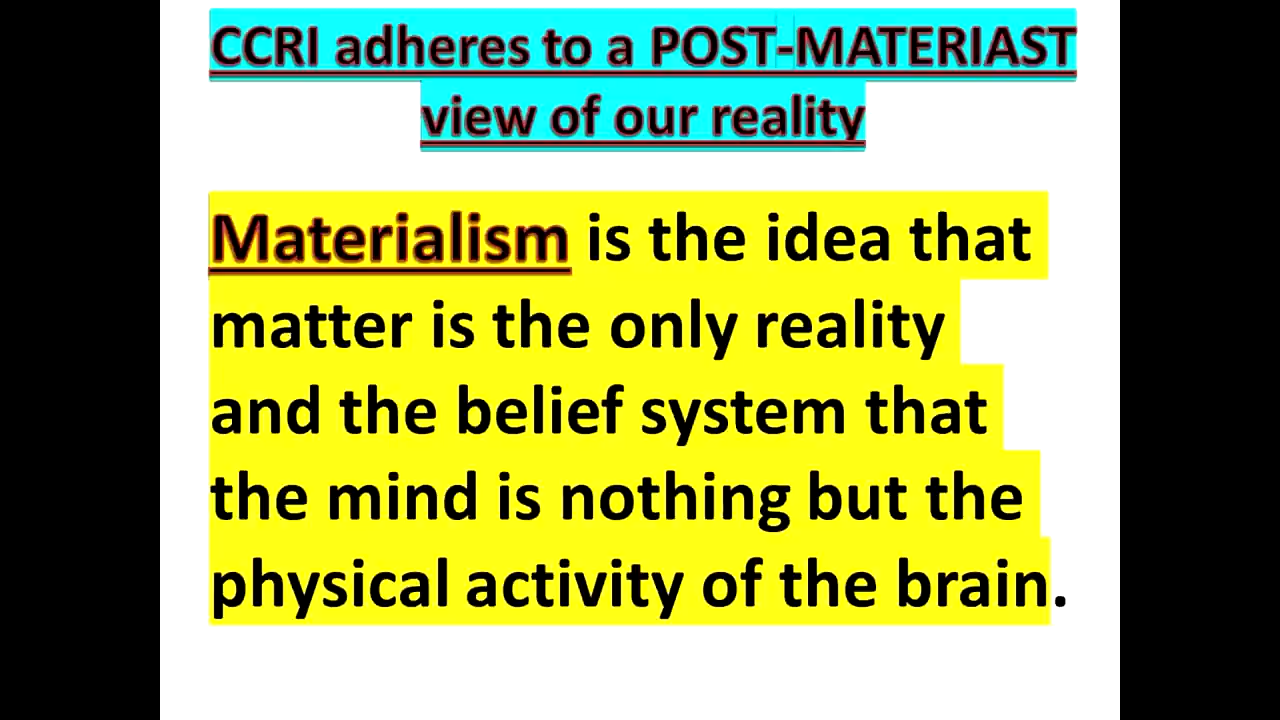 CCRI adheres to a POST-MATERIAST
view of our reality
Materialism is the idea that
matter is the only reality
and the belief system that
the mind is nothing but the
physical activity of the brain.